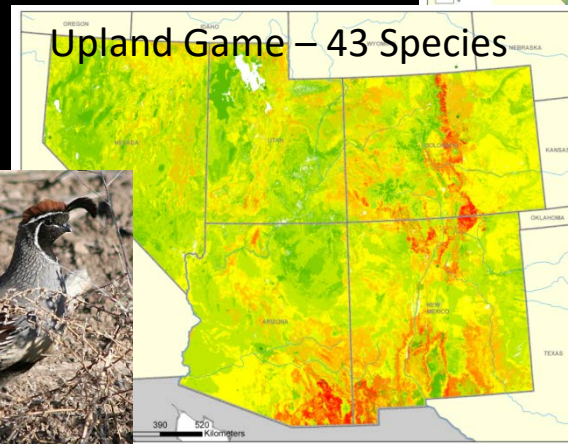 OREGON
IDAHO
Upland Game – 43 Species
NEBRASKA
NEVADA
UTAH
COLORADO
KANSAS
OKLAHOMA
ARIZONA
NEW
MEXICO
TEXAS
390 520
Kilometers